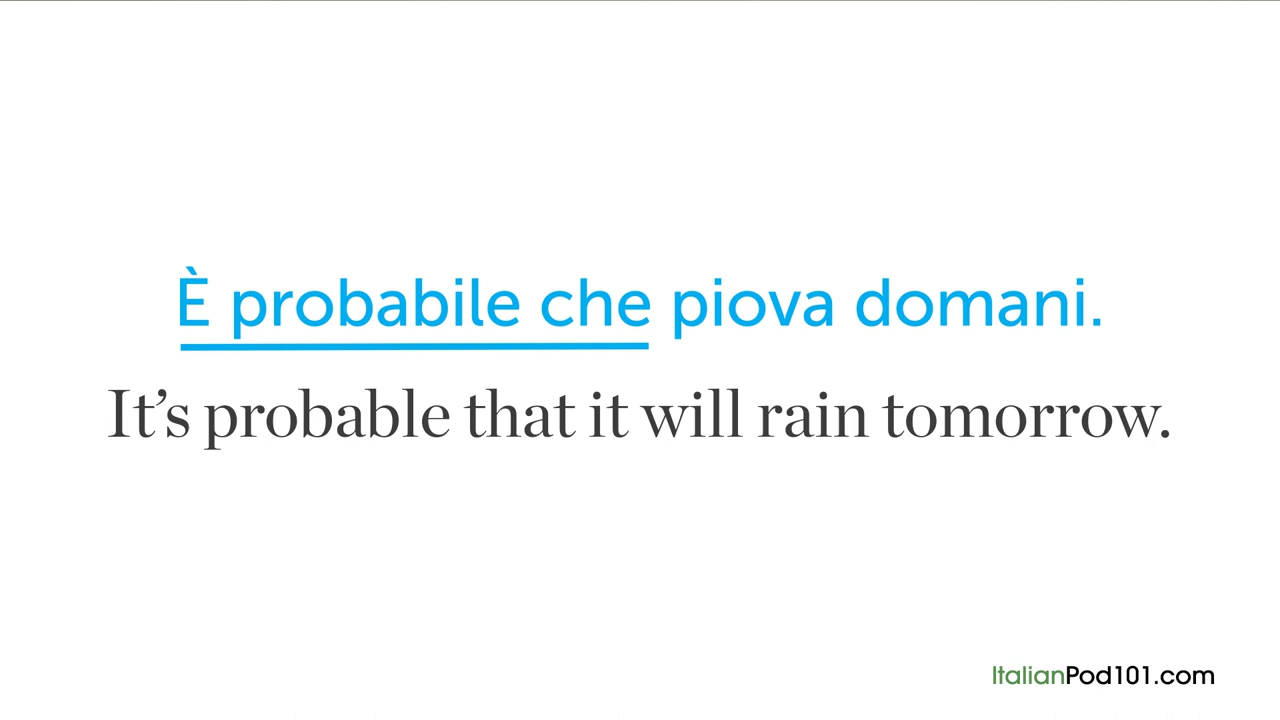 È probabile che piova domani.
It’s probable that it will rain tomorrow.
ItalianPod101.com